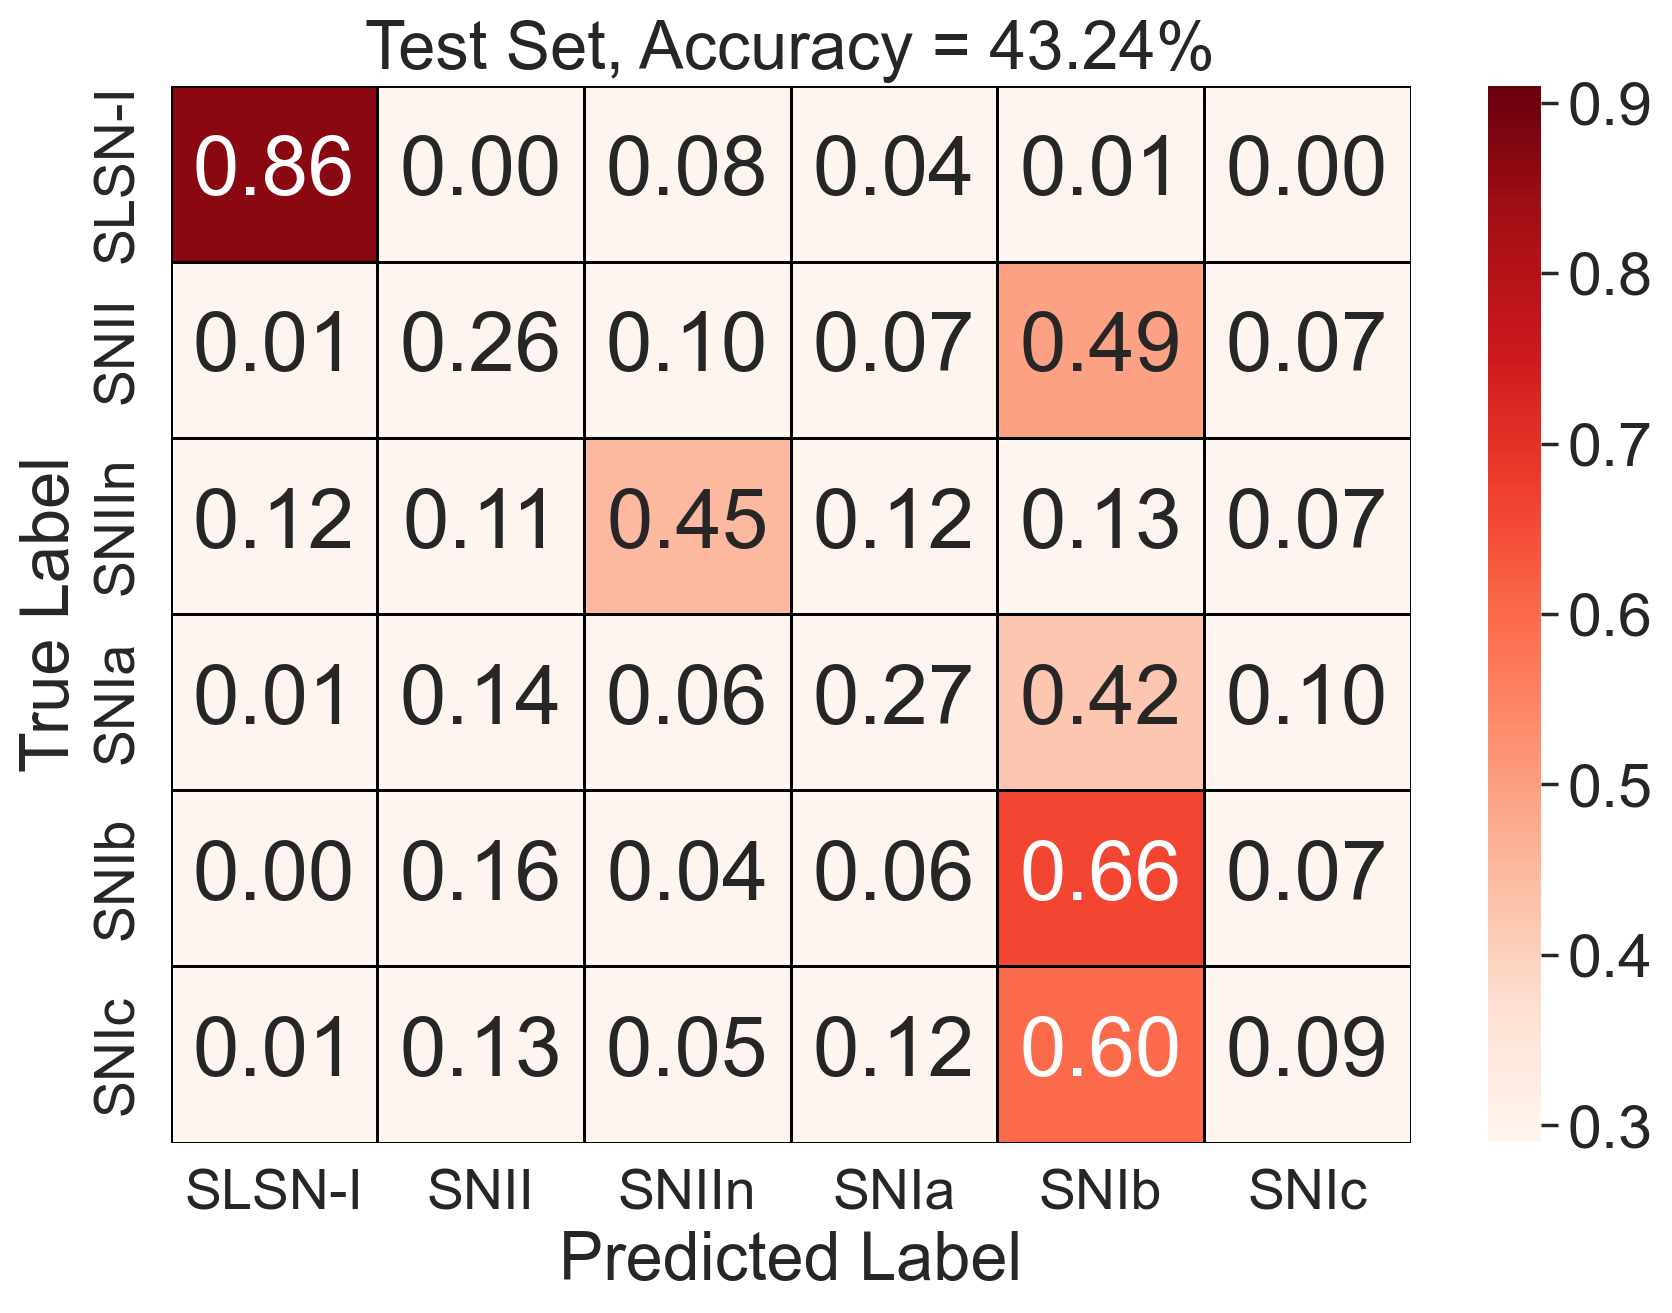 Test Set, Accuracy = 43.24%
True Label
SLSN-I 0.86 0.00 0.08 0.04 0.01 0.00
SNII 0.01 0.26 0.10 0.07 0.49 0.07
SNIIn 0.12 0.11 0.45 0.12 0.13 0.07
SNIa 0.01 0.14 0.06 0.27 0.42 0.10
SNIb 0.00 0.16 0.04 0.06 0.66 0.07
SNIc 0.01 0.13 0.05 0.12 0.60 0.09
SLSN-I SNII SNIIn SNIa SNIb SNIc
Predicted Label
0.9
0.8
0.7
0.6
0.5
0.4
0.3